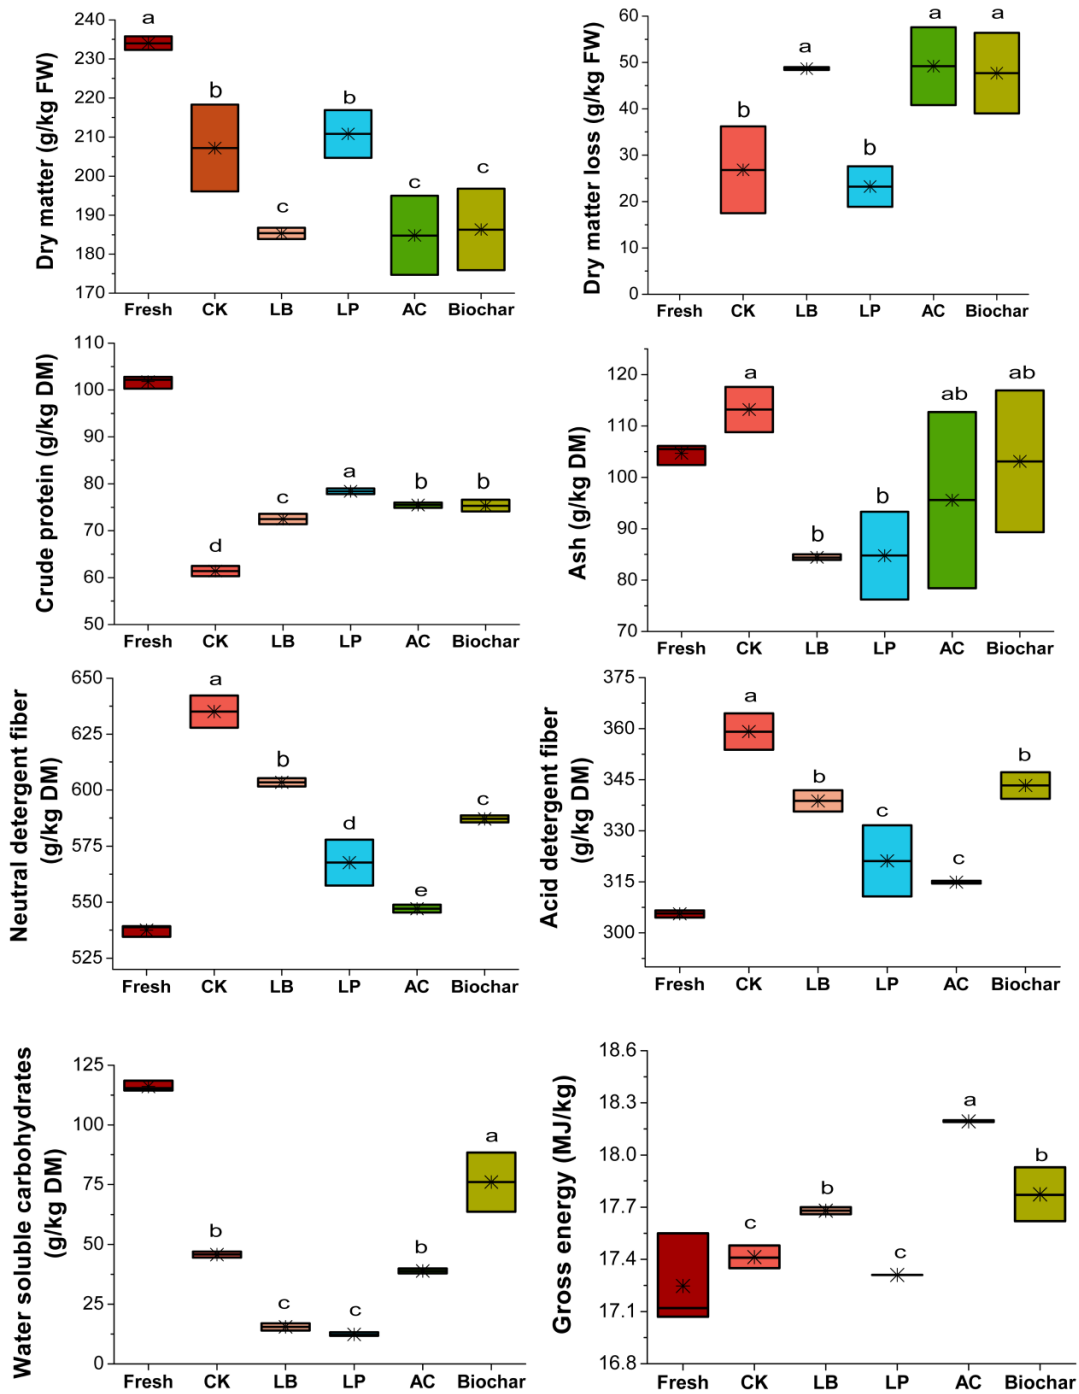 Dry matter (g/kg FW)
240
230
220
210
200
190
180
170
a
b
c
b
c
c
Fresh CK LB LP AC Biochar
Dry matter loss (g/kg FW)
60
50
40
30
20
10
0
b
a
b
a
a
Fresh CK LB LP AC Biochar
Crude protein (g/kg DM)
110
100
90
80
70
60
50
d
c
a
b
b
Fresh CK LB LP AC Biochar
Ash (g/kg DM)
120
110
100
90
80
70
a
b
b
ab
ab
Fresh CK LB LP AC Biochar
Neutral detergent fiber
(g/kg DM)
650
625
600
575
550
525
a
b
d
e
c
Fresh CK LB LP AC Biochar
Acid detergent fiber
(g/kg DM)
375
360
345
330
315
300
a
b
c
c
b
Fresh CK LB LP AC Biochar
Water soluble carbohydrates
(g/kg DM)
125
100
75
50
25
0
b
c
c
b
a
Fresh CK LB LP AC Biochar
Gross energy (MJ/kg)
18.6
18.3
18.0
17.7
17.4
17.1
16.8
c
b
c
a
b
Fresh CK LB LP AC Biochar